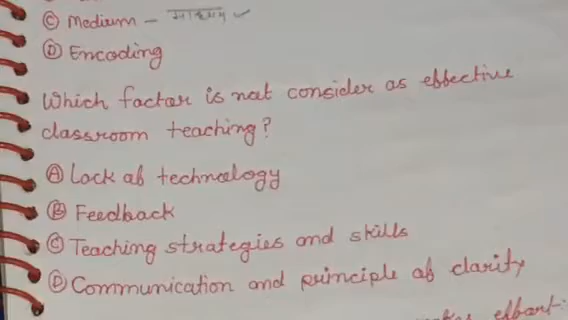 Ⓒ Medium - माध्यम ✓
Ⓓ Encoding
Which factor is not consider as effective
classroom teaching?
Ⓐ Lack of technology
Ⓑ Feedback
Ⓒ Teaching strategies and skills
Ⓓ Communication and principle of clarity